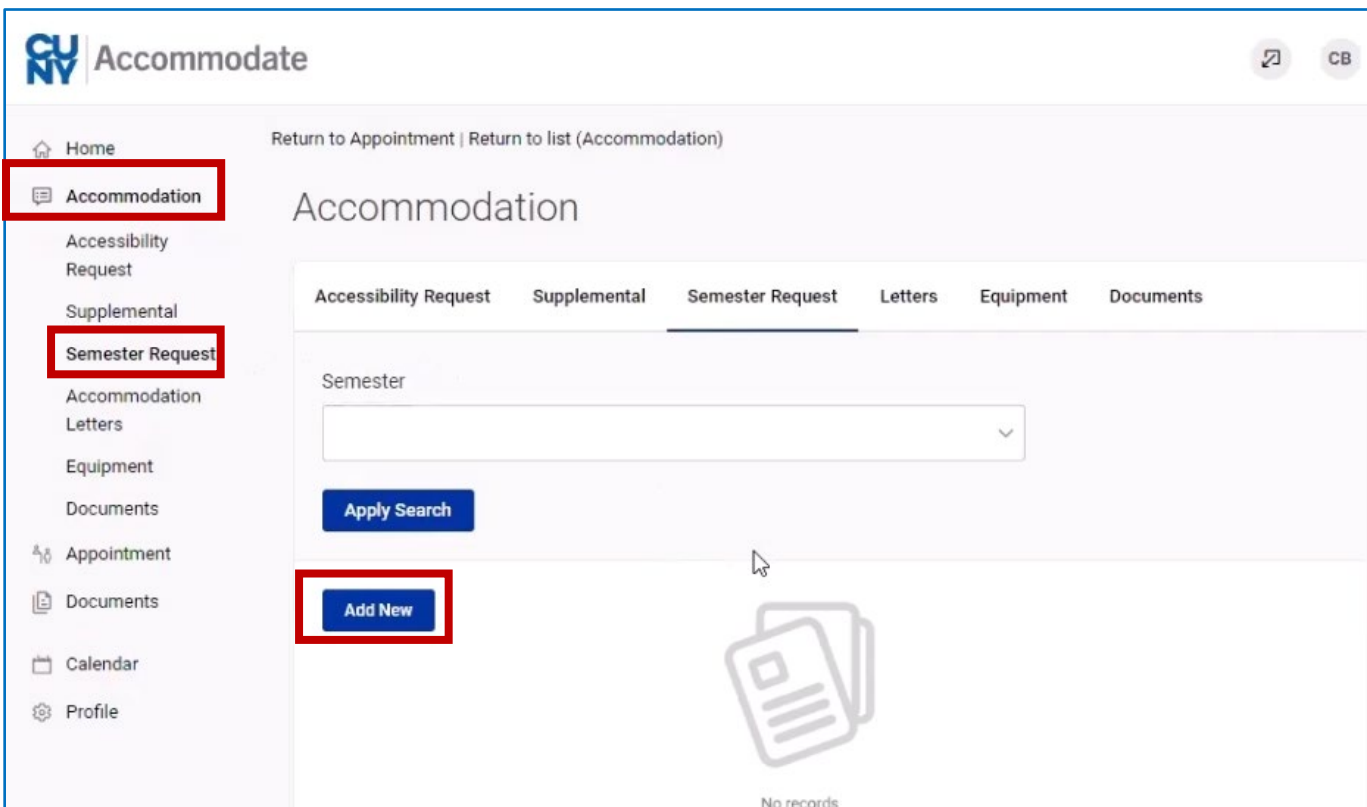 CU
NY
Accommodate
CB
Home
Accommodation
Accessibility
Request
Supplemental
Semester Request
Accommodation
Letters
Equipment
Documents
Appointment
Documents
Calendar
Profile
Return to Appointment | Return to list (Accommodation)
Accommodation
Accessibility Request Supplemental Semester Request Letters Equipment Documents
Semester
Apply Search
Add New
No records